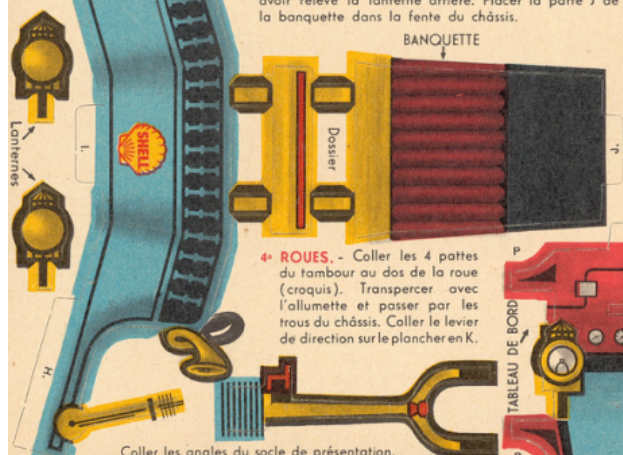 avoir relevé la lanterne arrière. Placer la patte J de
la banquette dans la fente du châssis.
BANQUETTE
Lanternes
I.
SHELL
Dossier
J.
4° ROUES. - Coller les 4 pattes
du tambour au dos de la roue
(croquis). Transpercer avec
l'allumette et passer par les
trous du châssis. Coller le levier
de direction sur le plancher en K.
P
TABLEAU DE BORD
H.
Coller les angles du socle de présentation.